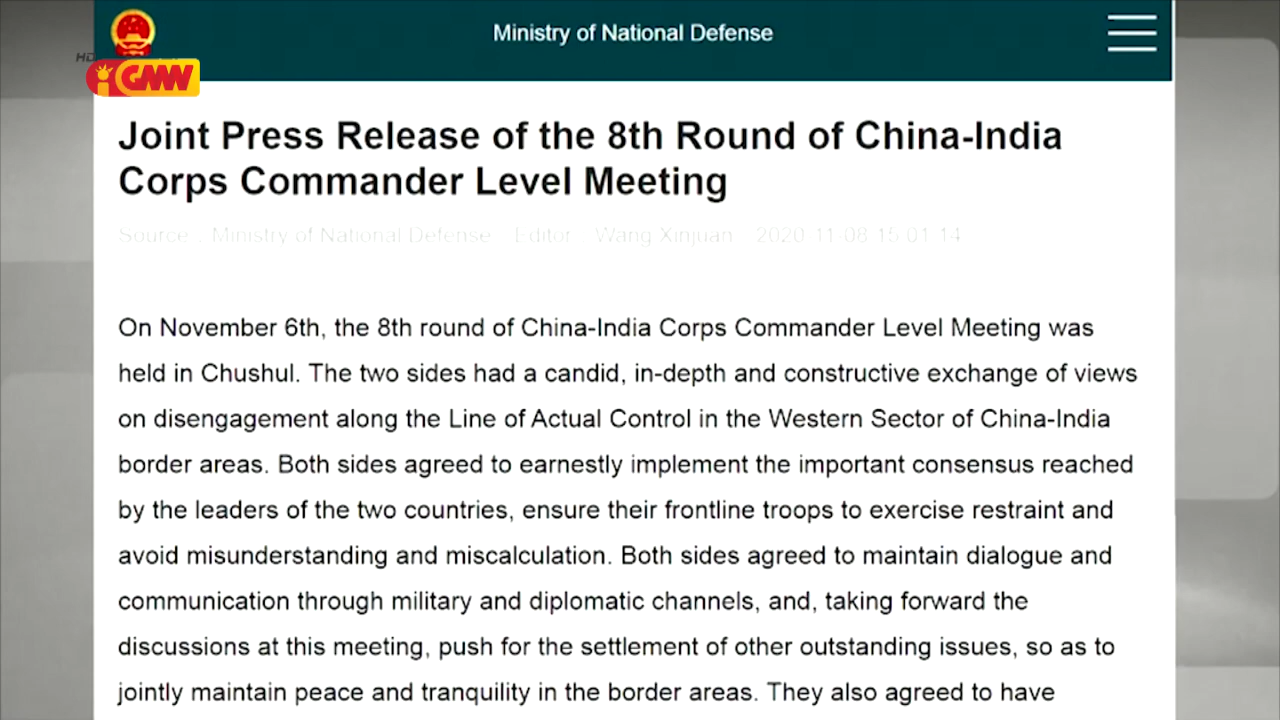 Ministry of National Defense
HD
iGMW
Joint Press Release of the 8th Round of China-India
Corps Commander Level Meeting
Source : Ministry of National Defense Editor : Wang Xinjuan 2020-11-08 15:01:14
On November 6th, the 8th round of China-India Corps Commander Level Meeting was
held in Chushul. The two sides had a candid, in-depth and constructive exchange of views
on disengagement along the Line of Actual Control in the Western Sector of China-India
border areas. Both sides agreed to earnestly implement the important consensus reached
by the leaders of the two countries, ensure their frontline troops to exercise restraint and
avoid misunderstanding and miscalculation. Both sides agreed to maintain dialogue and
communication through military and diplomatic channels, and, taking forward the
discussions at this meeting, push for the settlement of other outstanding issues, so as to
jointly maintain peace and tranquility in the border areas. They also agreed to have